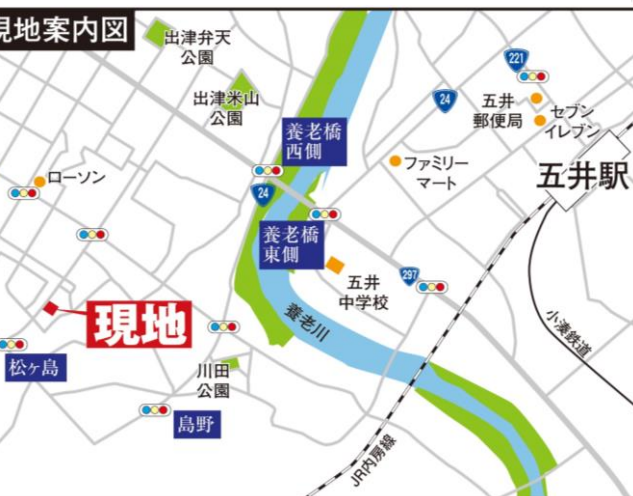 現地案内図
出津弁天
公園
出津米山
公園
養老橋
西側
24
221
24
五井
郵便局
セブン
イレブン
ファミリー
マート
五井駅
ローソン
養老橋
東側
五井
中学校
297
現地
養老川
小湊鉄道
松ヶ島
川田
公園
島野
JR内房線